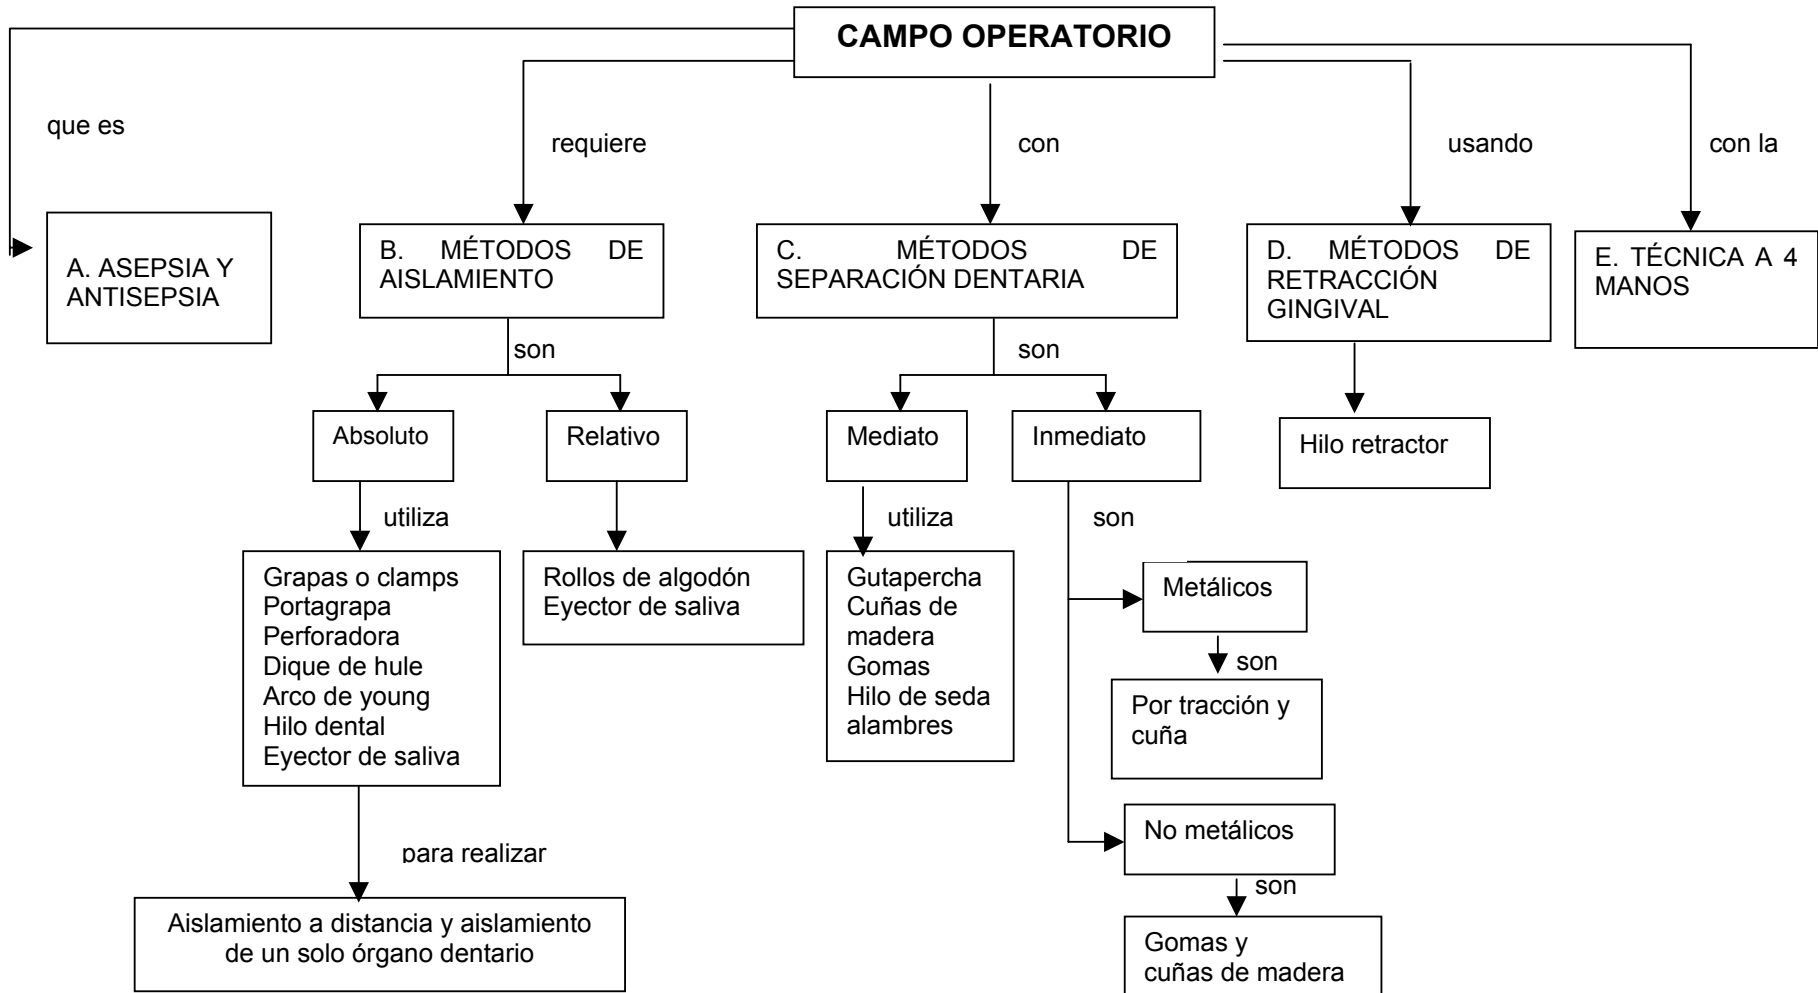 CAMPO OPERATORIO
que es
requiere
con
usando
con la
A. ASEPSIA Y
ANTISEPSIA
B. MÉTODOS DE
AISLAMIENTO
C. MÉTODOS DE
SEPARACIÓN DENTARIA
D. MÉTODOS DE
RETRACCIÓN
GINGIVAL
E. TÉCNICA A 4
MANOS
son
son
Absoluto
Relativo
Mediato
Inmediato
Hilo retractor
utiliza
utiliza
son
Grapas o clamps
Portagrapa
Perforadora
Dique de hule
Arco de young
Hilo dental
Eyector de saliva
Rollos de algodón
Eyector de saliva
Gutapercha
Cuñas de
madera
Gomas
Hilo de seda
alambres
Metálicos
son
Por tracción y
cuña
No metálicos
son
Gomas y
cuñas de madera
para realizar
Aislamiento a distancia y aislamiento
de un solo órgano dentario